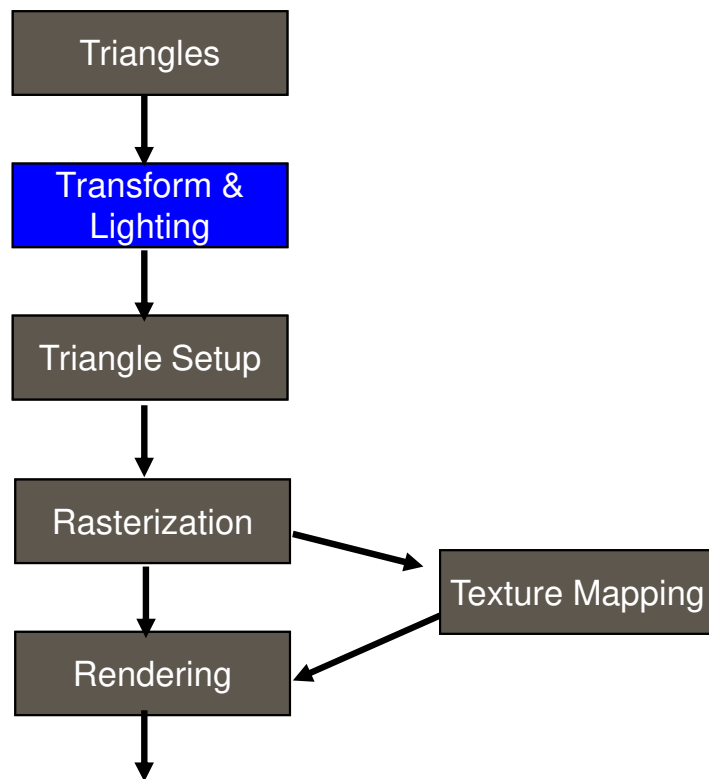 Triangles
Transform &
Lighting
Triangle Setup
Rasterization
Texture Mapping
Rendering